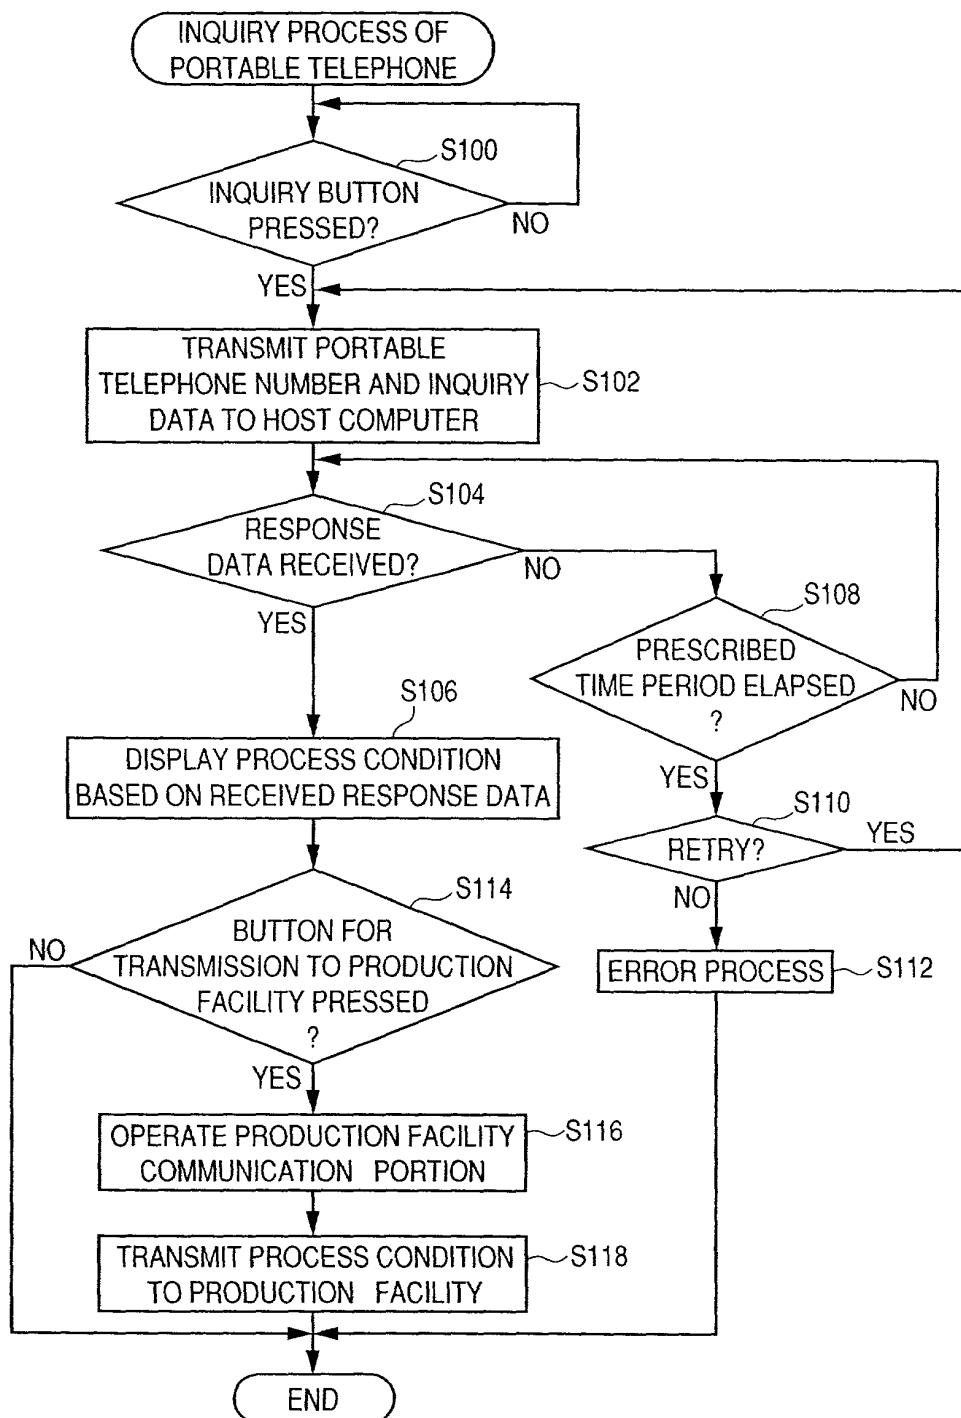 INQUIRY PROCESS OF
PORTABLE TELEPHONE
S100
INQUIRY BUTTON
PRESSED?
NO
YES
TRANSMIT PORTABLE
TELEPHONE NUMBER AND INQUIRY
DATA TO HOST COMPUTER
S102
S104
RESPONSE
DATA RECEIVED?
NO
YES
S108
PRESCRIBED
TIME PERIOD ELAPSED
?
NO
YES
S106
DISPLAY PROCESS CONDITION
BASED ON RECEIVED RESPONSE DATA
S110
RETRY?
YES
NO
S114
BUTTON FOR
TRANSMISSION TO PRODUCTION
FACILITY PRESSED
?
NO
YES
ERROR PROCESS
S112
OPERATE PRODUCTION FACILITY
COMMUNICATION PORTION
S116
TRANSMIT PROCESS CONDITION
TO PRODUCTION FACILITY
S118
END